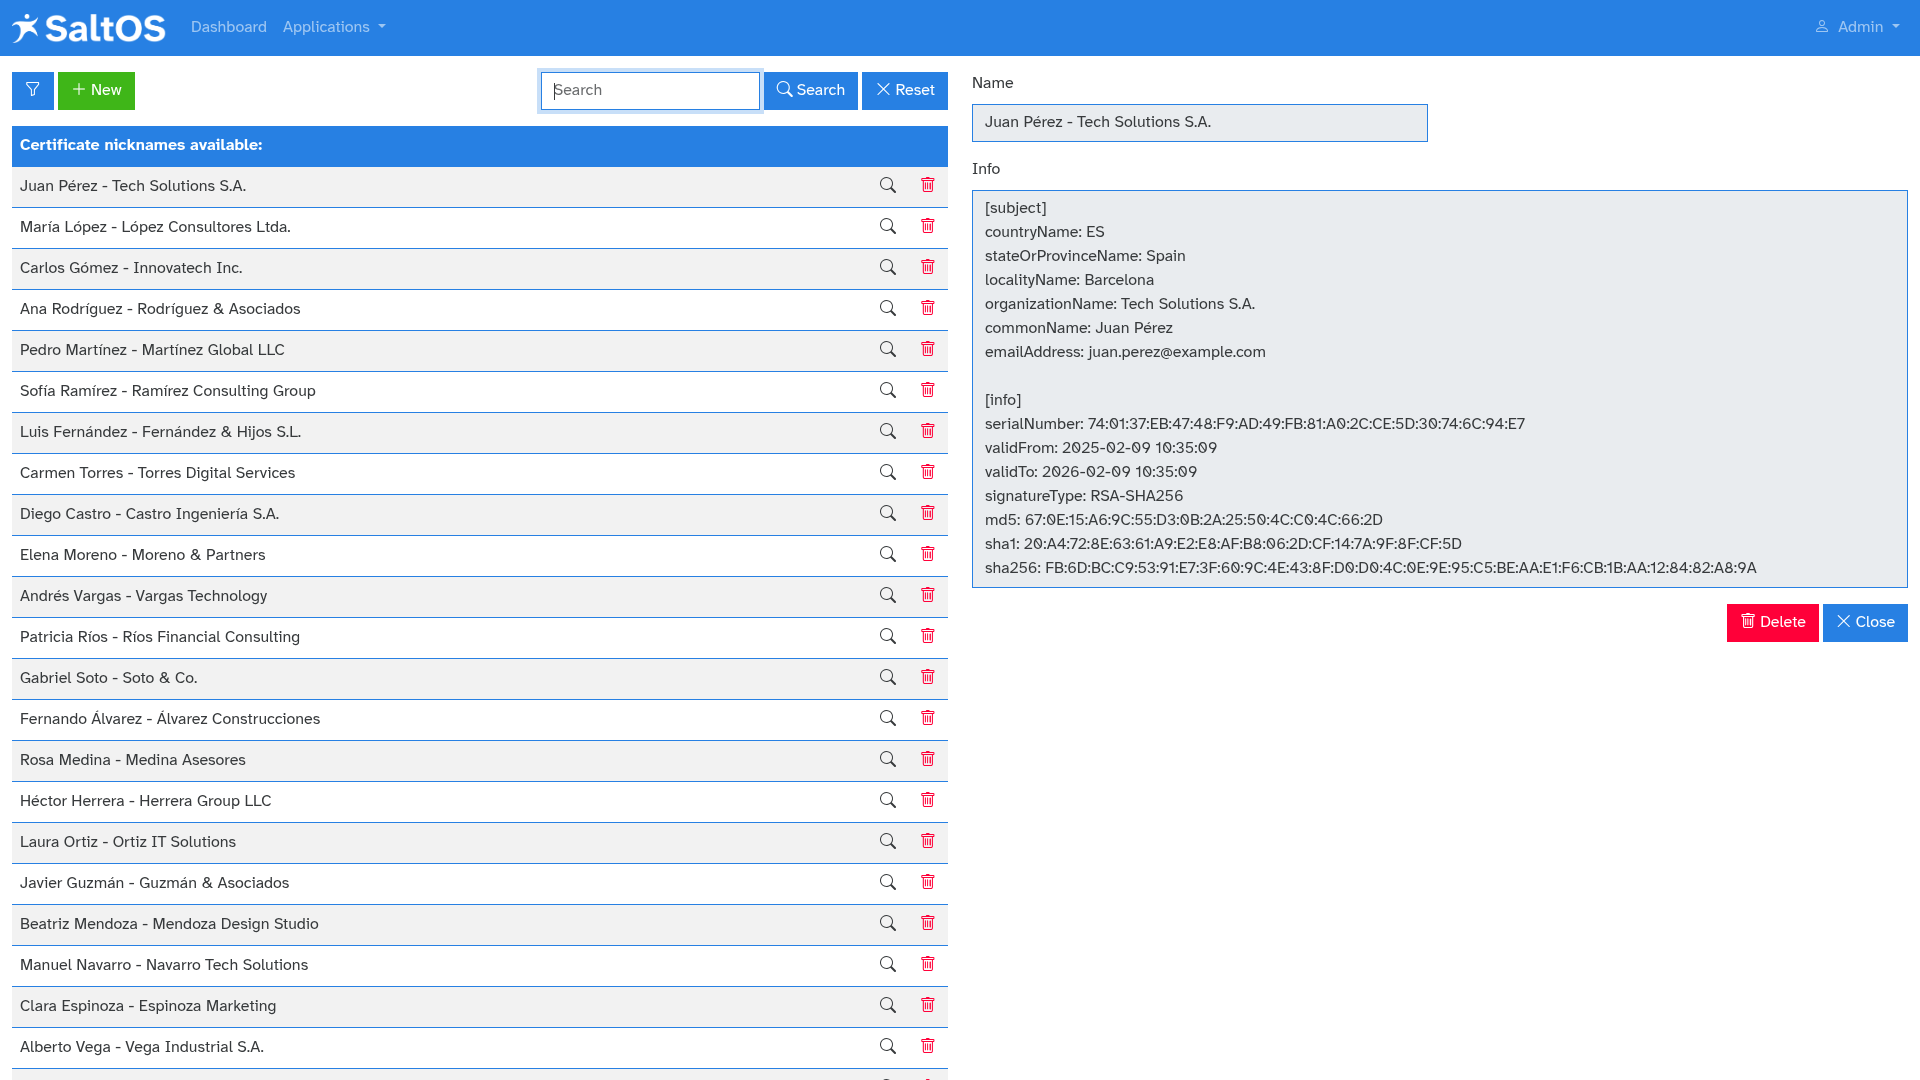 SaltOS
Dashboard
Applications
Admin
New
Search
Search
Reset
Certificate nicknames available:
Juan Pérez - Tech Solutions S.A.
María López - López Consultores Ltda.
Carlos Gómez - Innovatech Inc.
Ana Rodríguez - Rodríguez & Asociados
Pedro Martínez - Martínez Global LLC
Sofía Ramírez - Ramírez Consulting Group
Luis Fernández - Fernández & Hijos S.L.
Carmen Torres - Torres Digital Services
Diego Castro - Castro Ingeniería S.A.
Elena Moreno - Moreno & Partners
Andrés Vargas - Vargas Technology
Patricia Ríos - Ríos Financial Consulting
Gabriel Soto - Soto & Co.
Fernando Álvarez - Álvarez Construcciones
Rosa Medina - Medina Asesores
Héctor Herrera - Herrera Group LLC
Laura Ortiz - Ortiz IT Solutions
Javier Guzmán - Guzmán & Asociados
Beatriz Mendoza - Mendoza Design Studio
Manuel Navarro - Navarro Tech Solutions
Clara Espinoza - Espinoza Marketing
Alberto Vega - Vega Industrial S.A.
Name
Juan Pérez - Tech Solutions S.A.
Info
[subject]
countryName: ES
stateOrProvinceName: Spain
localityName: Barcelona
organizationName: Tech Solutions S.A.
commonName: Juan Pérez
emailAddress: juan.perez@example.com
[info]
serialNumber: 74:01:37:EB:47:48:F9:AD:49:FB:81:A0:2C:CE:5D:30:74:6C:94:E7
validFrom: 2025-02-09 10:35:09
validTo: 2026-02-09 10:35:09
signatureType: RSA-SHA256
md5: 67:0E:15:A6:9C:55:D3:0B:2A:25:50:4C:C0:4C:66:2D
sha1: 20:A4:72:8E:63:61:A9:E2:E8:AF:B8:06:2D:CF:14:7A:9F:8F:CF:5D
sha256: FB:6D:BC:C9:53:91:E7:3F:60:9C:4E:43:8F:D0:D0:4C:0E:9E:95:C5:BE:AA:E1:F6:CB:1B:AA:12:84:82:A8:9A
Delete
Close